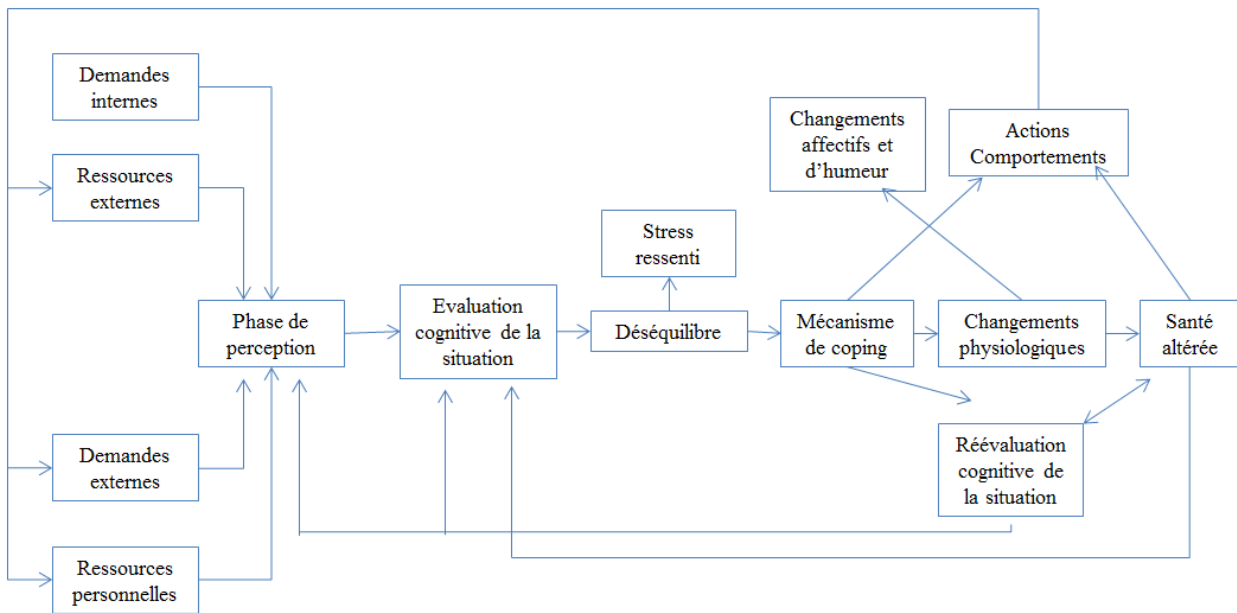 Demandes
internes
Ressources
externes
Demandes
externes
Ressources
personnelles
Phase de
perception
Evaluation
cognitive de la
situation
Stress
ressenti
Déséquilibre
Changements
affectifs et
d’humeur
Mécanisme
de coping
Actions
Comportements
Changements
physiologiques
Réévaluation
cognitive de
la situation
Santé
altérée